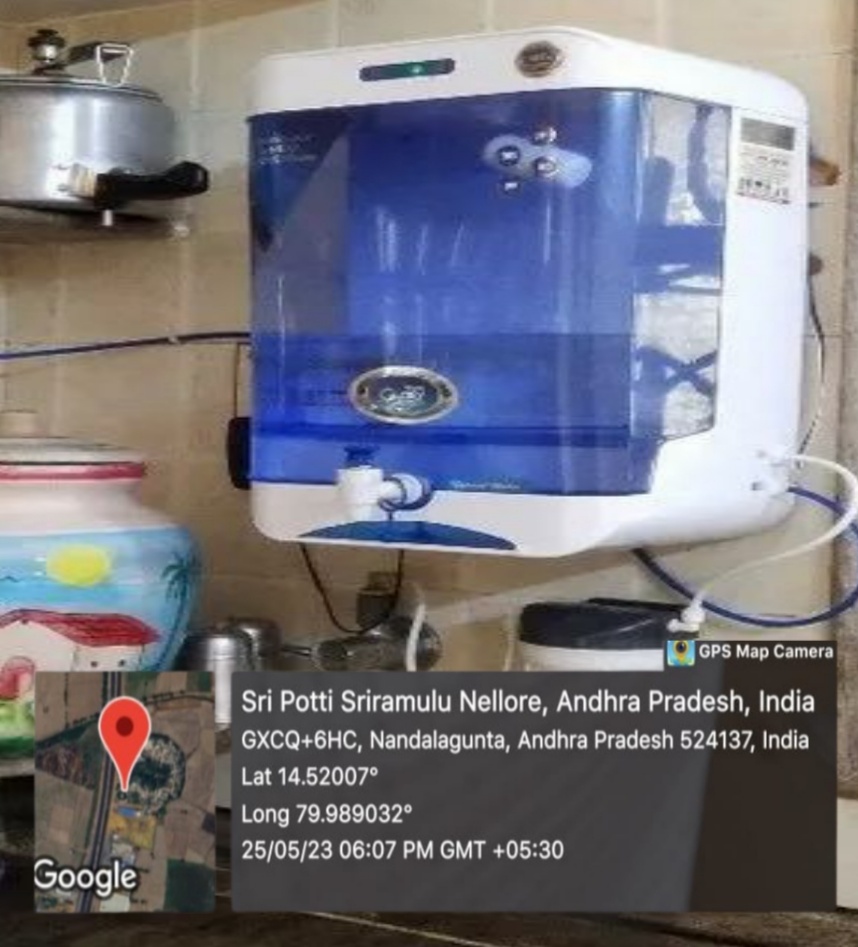 GPS Map Camera
Sri Potti Sriramulu Nellore, Andhra Pradesh, India
GXCQ+6HC, Nandalagunta, Andhra Pradesh 524137, India
Lat 14.52007°
Long 79.989032°
25/05/23 06:07 PM GMT +05:30
Google